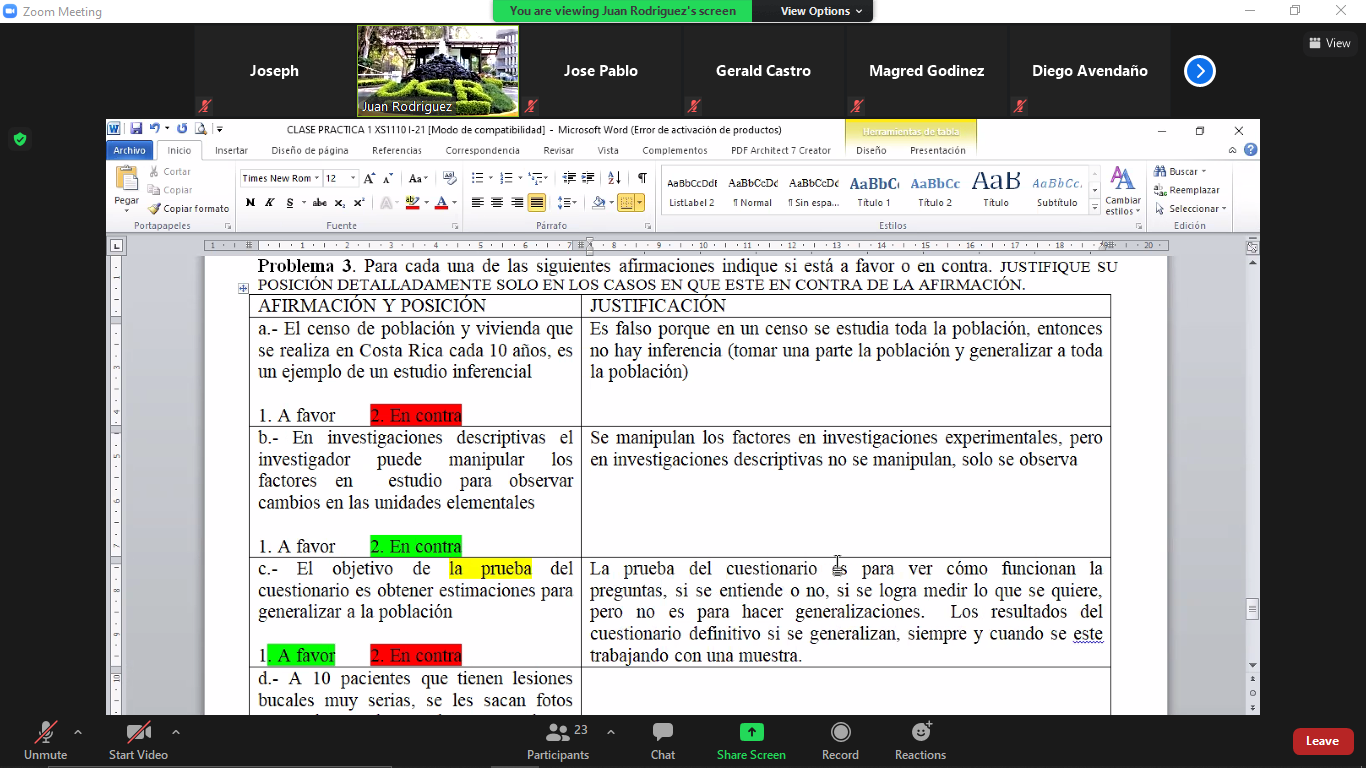 Zoom Meeting
You are viewing Juan Rodriguez's screen
View Options
Joseph
Juan Rodriguez
Jose Pablo
Gerald Castro
Magred Godinez
Diego Avendaño
View
CLASE PRACTICA 1 XS1110 I-21 [Modo de compatibilidad] - Microsoft Word (Error de activación de productos)
Herramientas de tabla
Archivo Inicio Insertar Diseño de página Referencias Correspondencia Revisar Vista Complementos PDF Architect 7 Creator Diseño Presentación
Pegar
Cortar
Copiar
Copiar formato
Portapapeles
Times New Rom 12
Fuente
Párrafo
AaBbCcDdE AaBbCcDc AaBbCcDc AaBbC AaBbCc AaB AaBbCc.
ListLabel 2 ¶ Normal ¶ Sin espa... Título 1 Título 2 Título Subtítulo
Estilos
Cambiar estilos
Buscar
Reemplazar
Seleccionar
Edición
Problema 3. Para cada una de las siguientes afirmaciones indique si está a favor o en contra. JUSTIFIQUE SU
POSICIÓN DETALLADAMENTE SOLO EN LOS CASOS EN QUE ESTE EN CONTRA DE LA AFIRMACIÓN.
AFIRMACIÓN Y POSICIÓN
JUSTIFICACIÓN
a.- El censo de población y vivienda que
se realiza en Costa Rica cada 10 años, es
un ejemplo de un estudio inferencial
1. A favor 2. En contra
Es falso porque en un censo se estudia toda la población, entonces
no hay inferencia (tomar una parte la población y generalizar a toda
la población)
b.- En investigaciones descriptivas el
investigador puede manipular los
factores en estudio para observar
cambios en las unidades elementales
1. A favor 2. En contra
Se manipulan los factores en investigaciones experimentales, pero
en investigaciones descriptivas no se manipulan, solo se observa
c.- El objetivo de la prueba del
cuestionario es obtener estimaciones para
generalizar a la población
1. A favor 2. En contra
La prueba del cuestionario es para ver cómo funcionan la
preguntas, si se entiende o no, si se logra medir lo que se quiere,
pero no es para hacer generalizaciones. Los resultados del
cuestionario definitivo si se generalizan, siempre y cuando se este
trabajando con una muestra.
d.- A 10 pacientes que tienen lesiones
bucales muy serias, se les sacan fotos
Unmute
Start Video
Participants 23
Chat
Share Screen
Record
Reactions
Leave